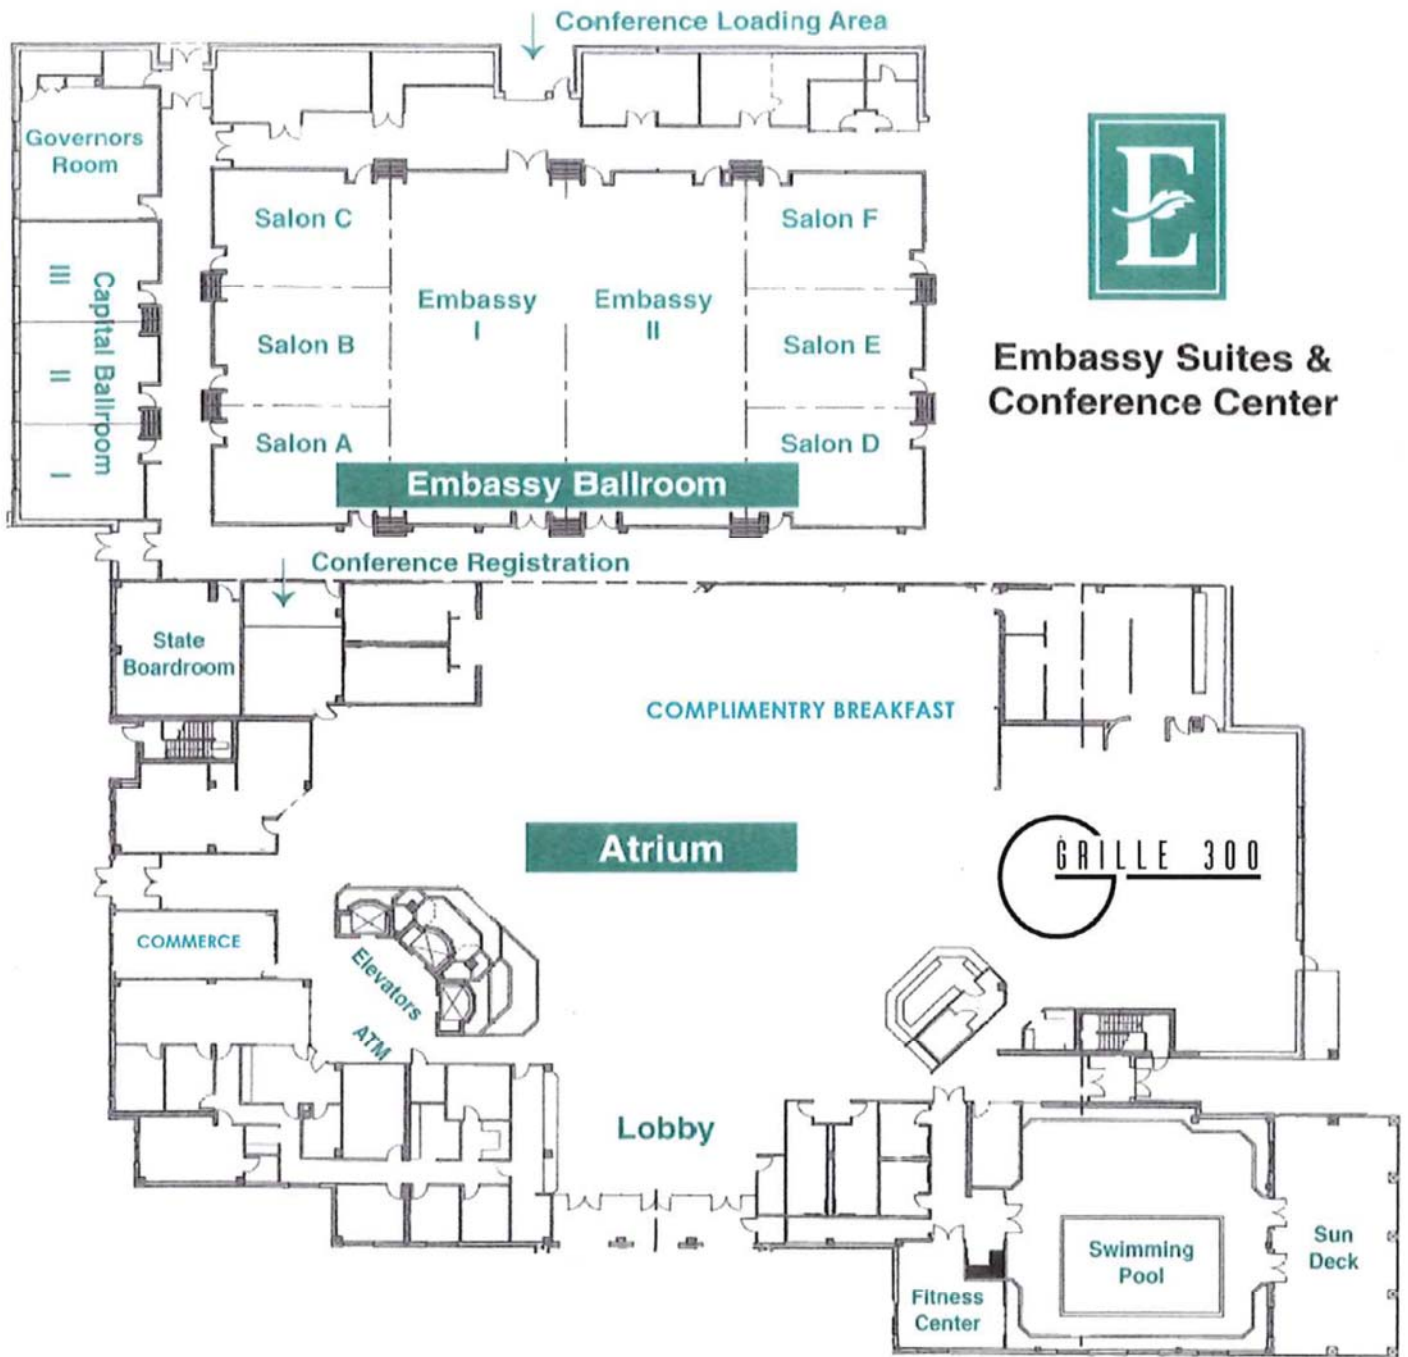 Conference Loading Area
Governors
Room
Salon C
Salon F
E
III
Capital Ballroom
Embassy
I
Embassy
II
Salon B
Salon E
II
Embassy Suites &
Conference Center
Salon A
Salon D
I
Embassy Ballroom
Conference Registration
State
Boardroom
COMPLIMENTRY BREAKFAST
Atrium
GRILLE 300
COMMERCE
Elevators
ATM
Lobby
Swimming
Pool
Sun
Deck
Fitness
Center